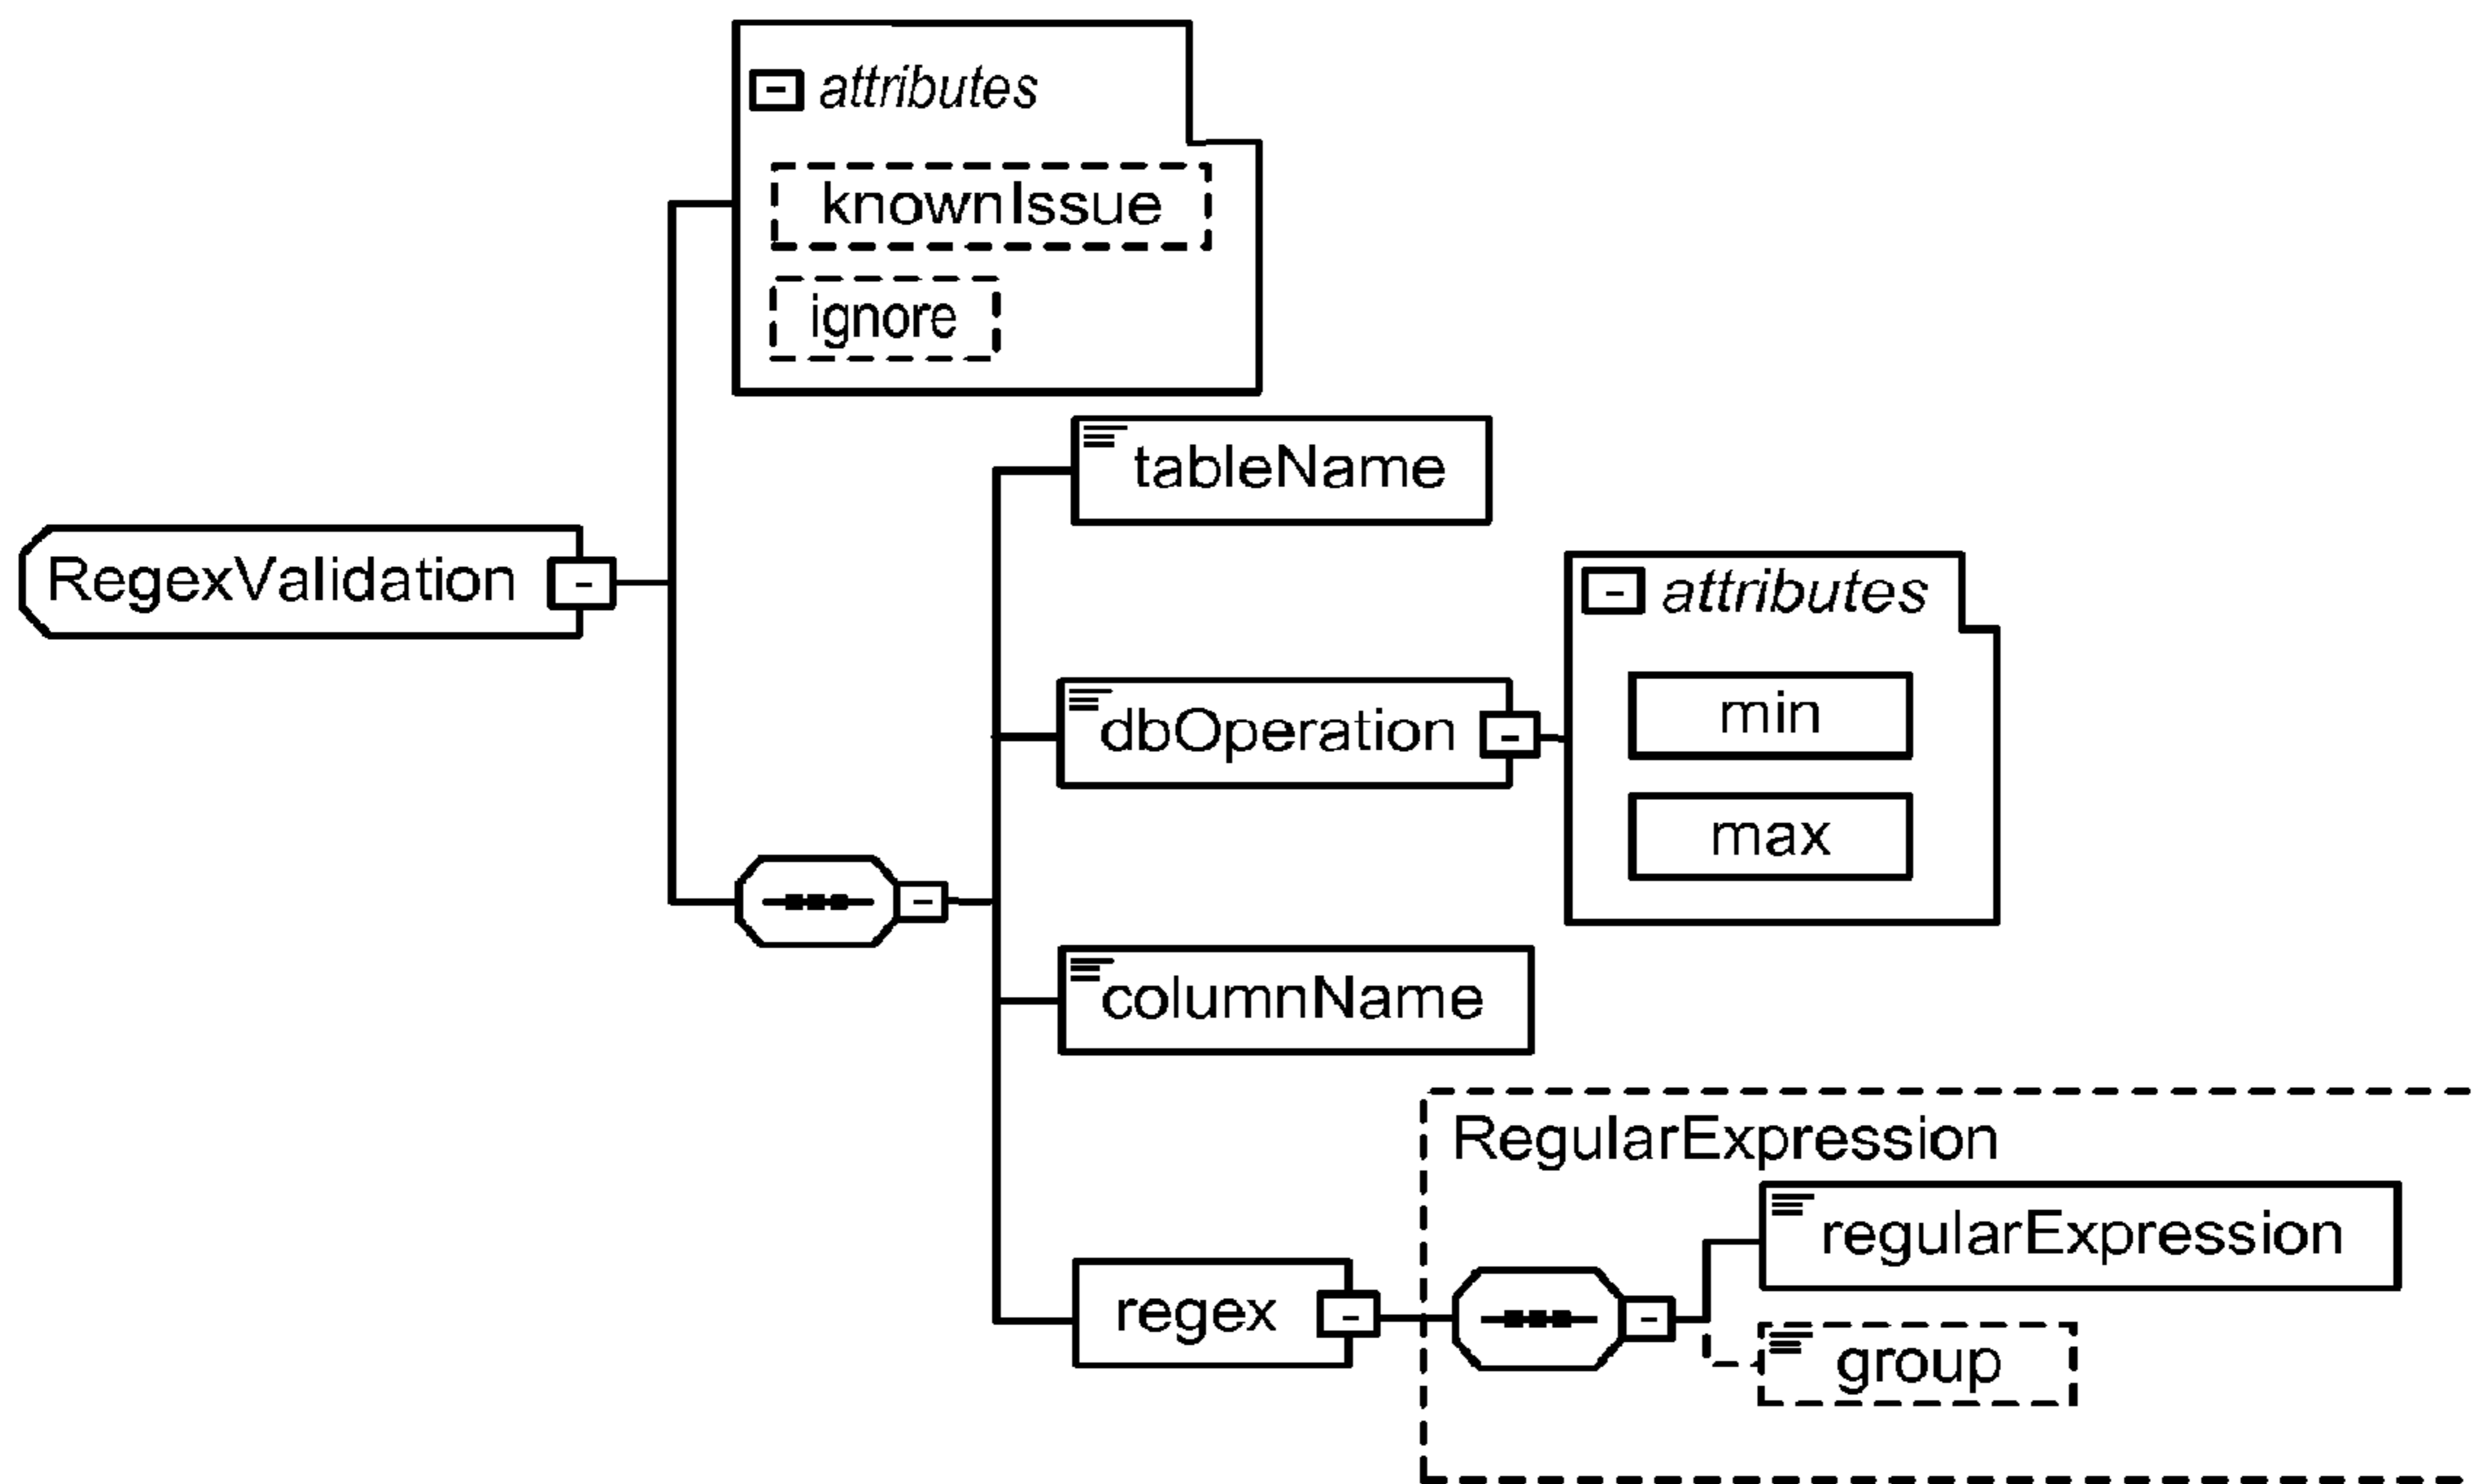 attributes
knownIssue
ignore
tableName
RegexValidation
attributes
min
dbOperation
max
columnName
RegularExpression
regularExpression
regex
group